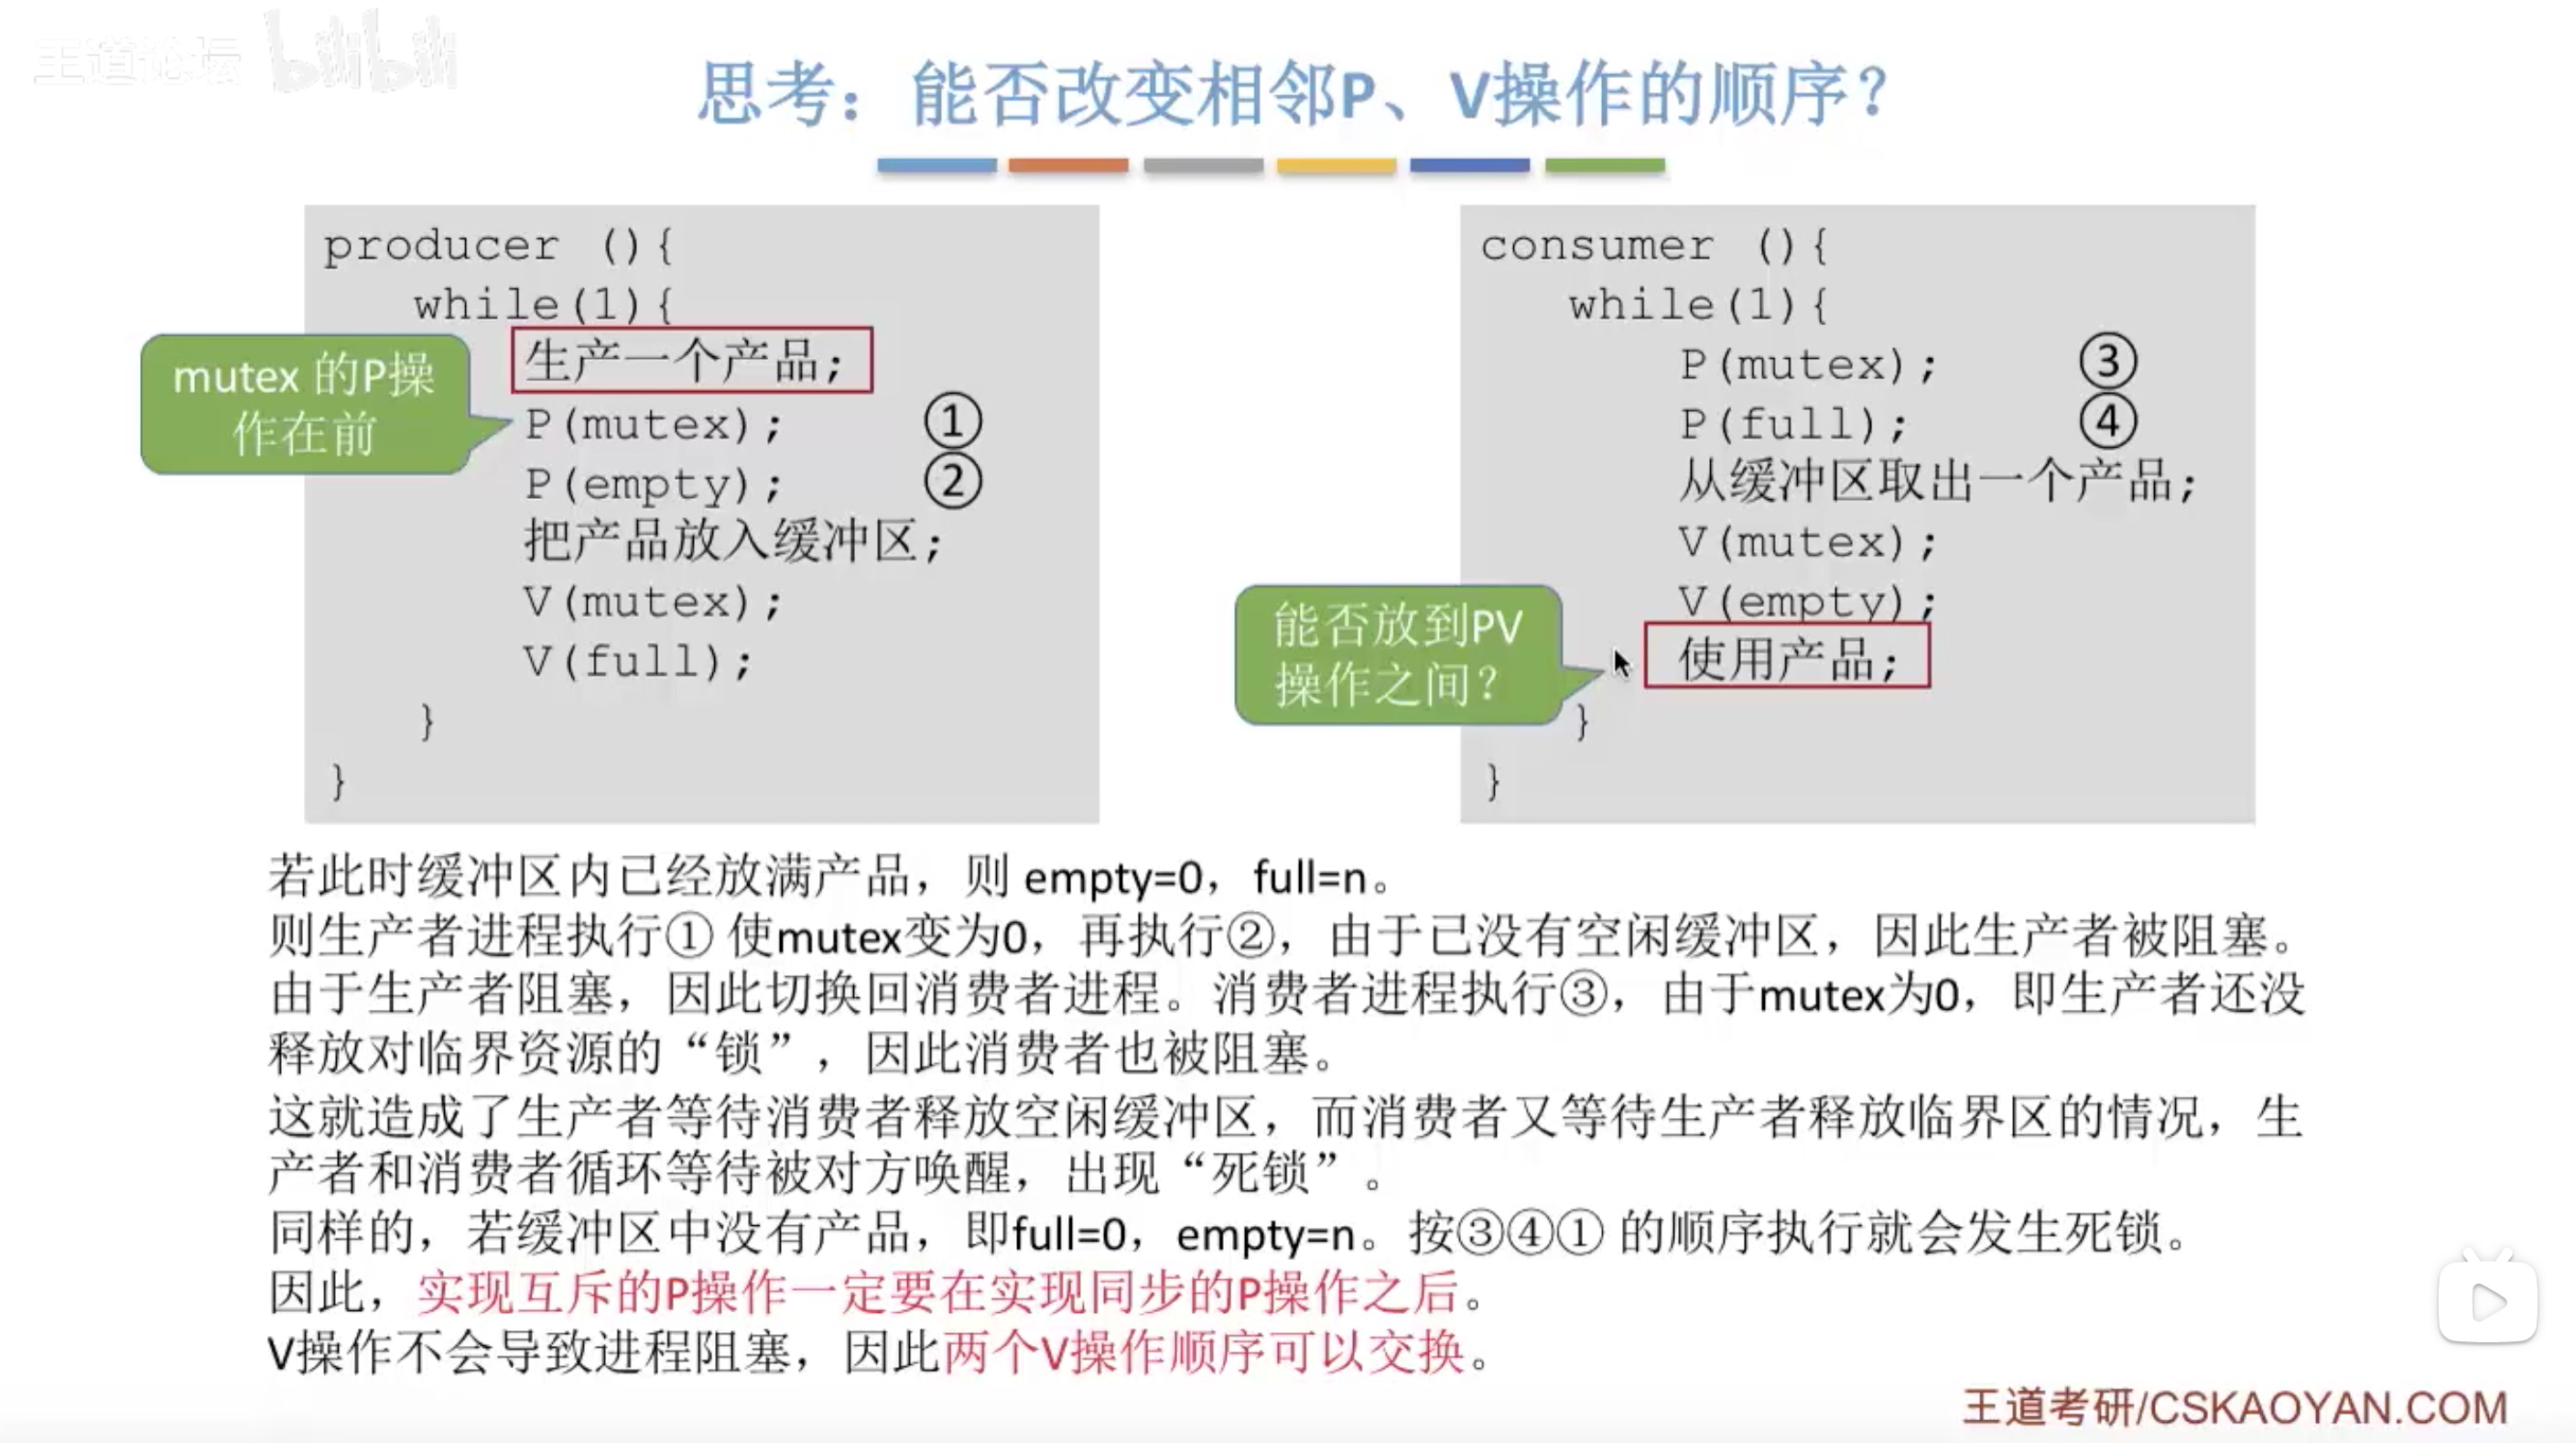 王道论坛 bilibili
思考：能否改变相邻P、V操作的顺序？
producer (){
while(1){
生产一个产品;
mutex 的P操
作在前
P(mutex); ①
P(empty); ②
把产品放入缓冲区;
V(mutex);
V(full);
}
}
consumer (){
while(1){
P(mutex); ③
P(full); ④
从缓冲区取出一个产品;
V(mutex);
V(empty);
能否放到PV
操作之间？
使用产品;
}
}
若此时缓冲区内已经放满产品，则 empty=0，full=n。
则生产者进程执行① 使mutex变为0，再执行②，由于已没有空闲缓冲区，因此生产者被阻塞。
由于生产者阻塞，因此切换回消费者进程。消费者进程执行③，由于mutex为0，即生产者还没
释放对临界资源的“锁”，因此消费者也被阻塞。
这就造成了生产者等待消费者释放空闲缓冲区，而消费者又等待生产者释放临界区的情况，生
产者和消费者循环等待被对方唤醒，出现“死锁”。
同样的，若缓冲区中没有产品，即full=0，empty=n。按③④① 的顺序执行就会发生死锁。
因此，实现互斥的P操作一定要在实现同步的P操作之后。
V操作不会导致进程阻塞，因此两个V操作顺序可以交换。
王道考研/CSKAOYAN.COM